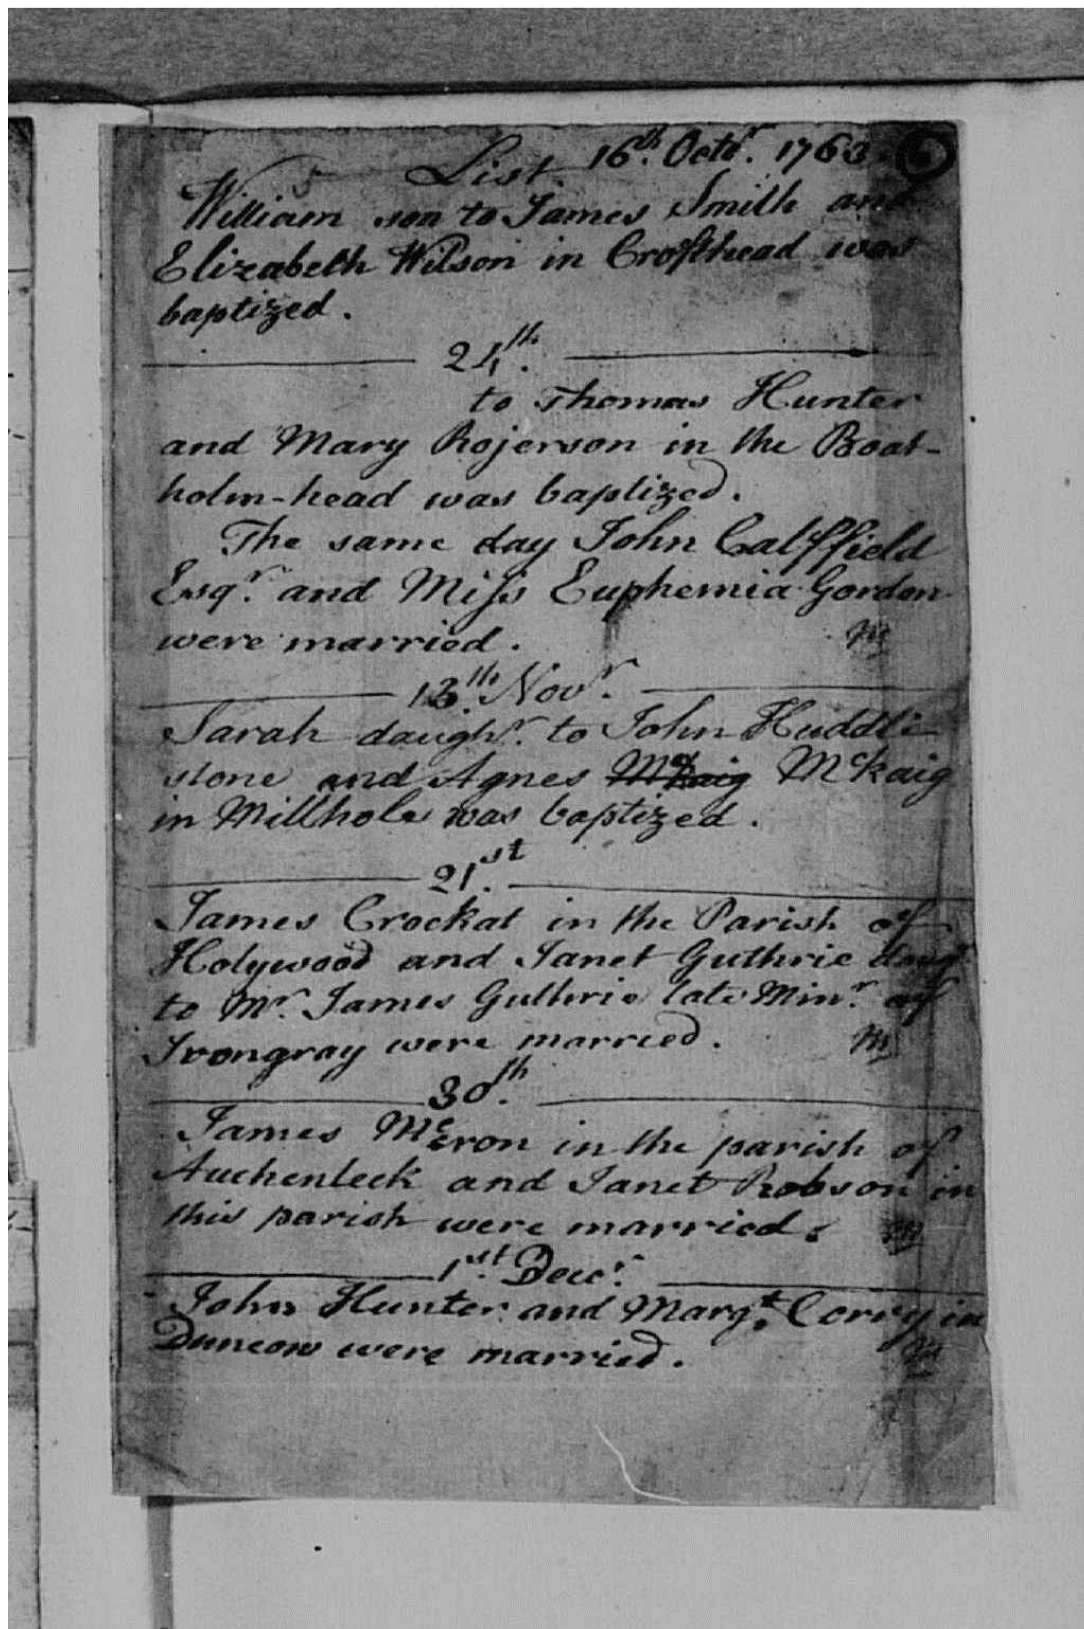 List 16th. Octbr. 1763.
William son to James Smith and
Elizabeth Wilson in Crofthead was
baptized.
24th.
to Thomas Hunter
and Mary Rojerson in the Boat-
holm-head was baptized.
The same day John Calffield
Esqr. and Miss Euphemia Gordon
were married. M
13th. Novr.
Sarah daughr. to John Huddle
stone and Agnes McKaig McKaig
in Millhole was baptized.
21st.
James Crockat in the Parish of
Holywood and Janet Guthrie daugr
to Mr. James Guthrie late Minr. of
Irongray were married. M
30th.
James McCron in the parish of
Auchenleck and Janet Robson in
this parish were married. M
1st. Decr.
John Hunter and Margt. Corry in
Duncow were married. M